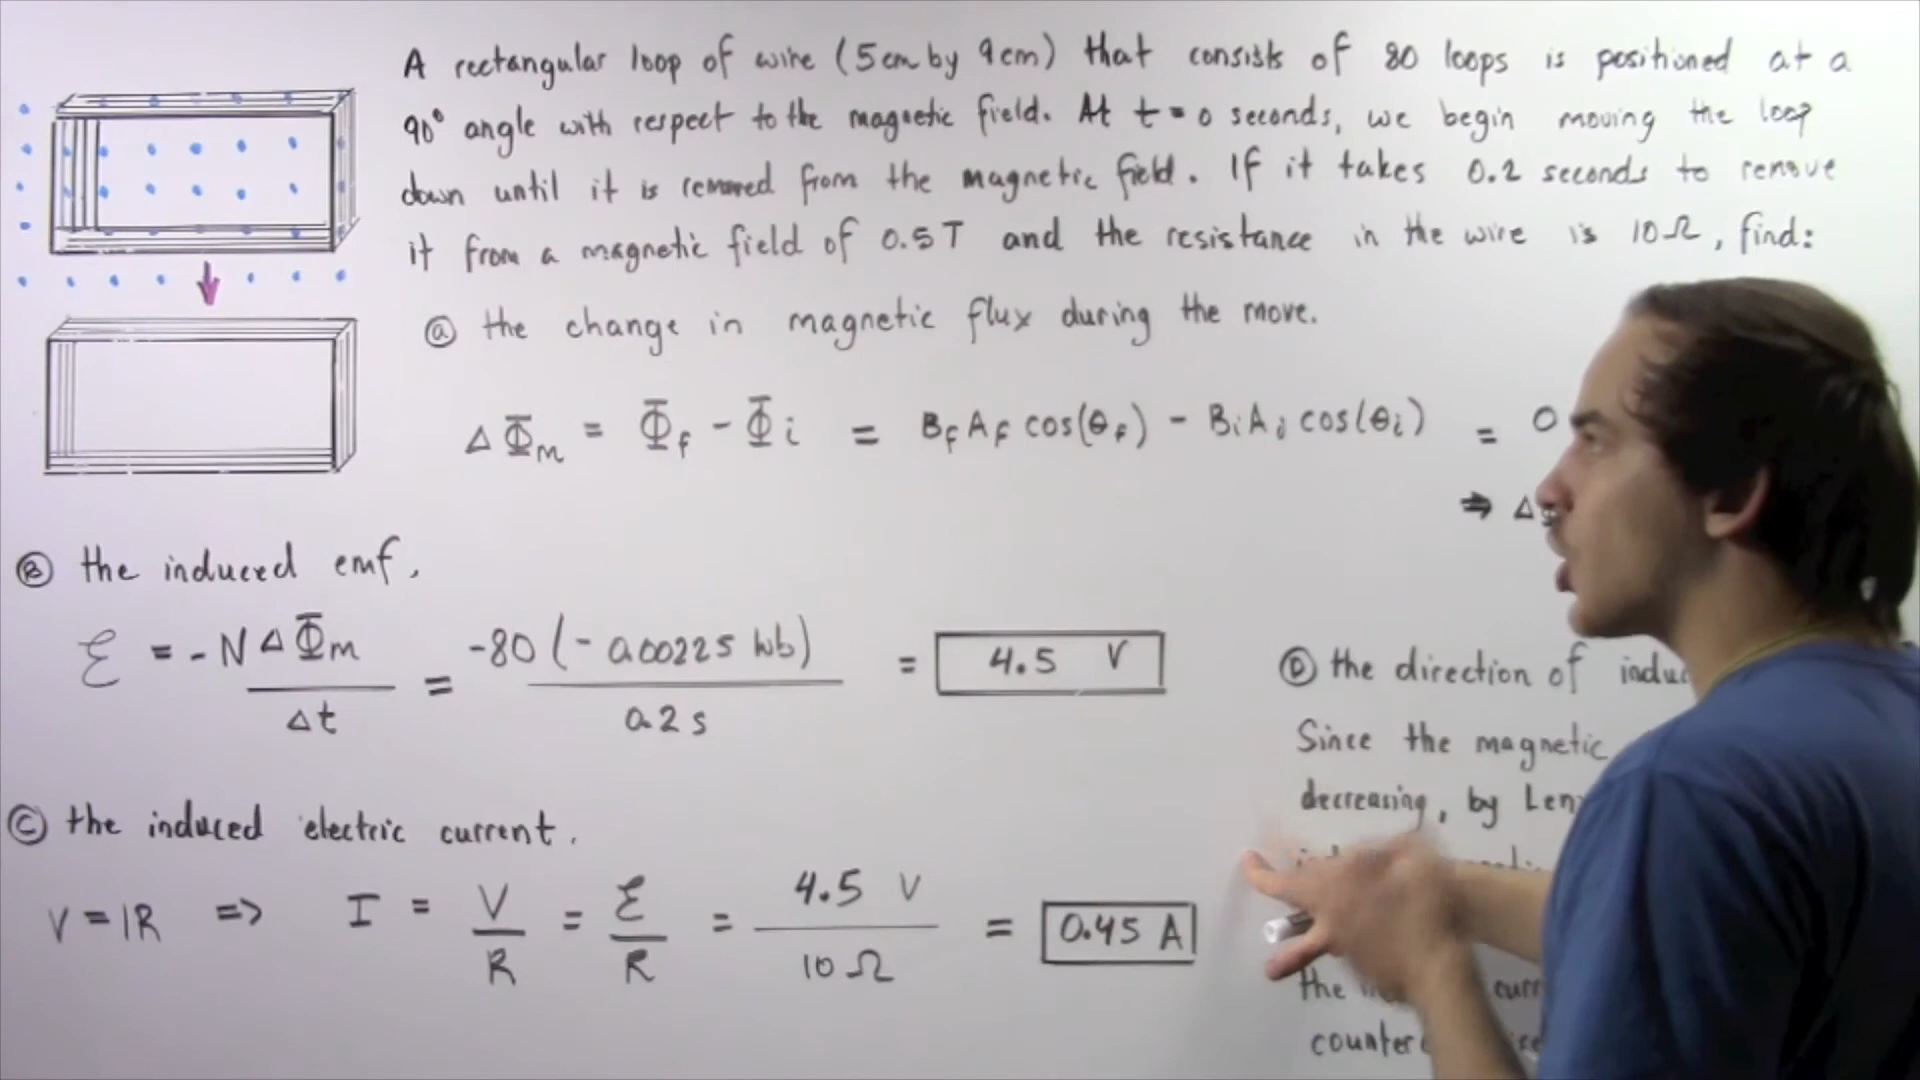 A rectangular loop of wire (5cm by 9cm) that consists of 80 loops is positioned at a
90° angle with respect to the magnetic field. At t = 0 seconds, we begin moving the loop
down until it is removed from the magnetic field. If it takes 0.2 seconds to remove
it from a magnetic field of 0.5T and the resistance in the wire is 10Ω, find:
ⓐ the change in magnetic flux during the move.
ΔΦm = Φf - Φi = BfAf cos(θf) - BiAi cos(θi) = 0
⇒ Δ
Ⓑ the induced emf.
ℰ = -N ΔΦm / Δt = -80 (-0.00225 Wb) / 0.2 s = 4.5 V
Ⓒ the induced electric current.
V = IR => I = V/R = ℰ/R = 4.5 V / 10 Ω = 0.45 A
Ⓓ the direction of
Since the magnetic
decreasing, by
the